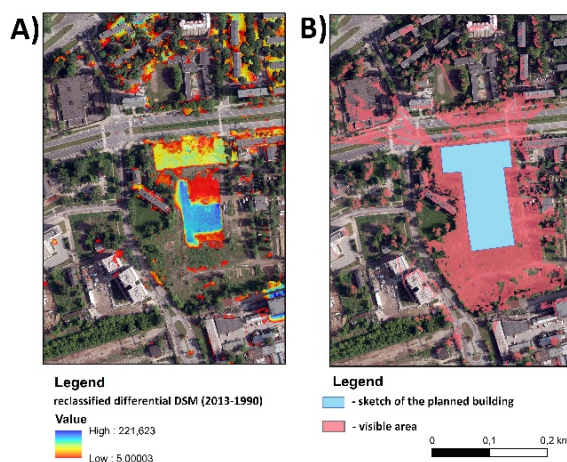 A)
B)
Legend
reclassified differential DSM (2013-1990)
Value
High : 221,623
Low : 5.00003
Legend
- sketch of the planned building
- visible area
0 0,1 0,2 km